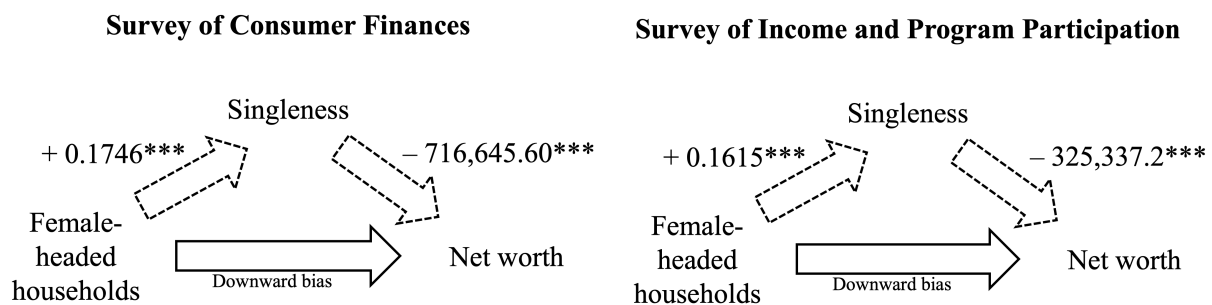 Survey of Consumer Finances
Singleness
+ 0.1746***
– 716,645.60***
Female-
headed
households
Downward bias
Net worth
Survey of Income and Program Participation
Singleness
+ 0.1615***
– 325,337.2***
Female-
headed
households
Downward bias
Net worth